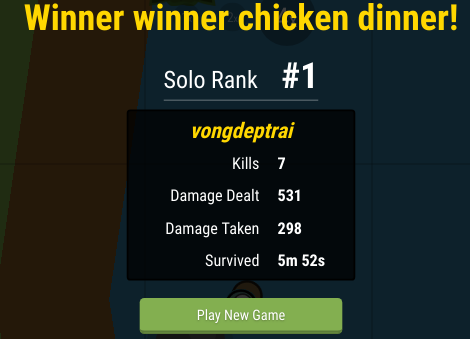 Winner winner chicken dinner!
Solo Rank #1
vongdeptrai
Kills 7
Damage Dealt 531
Damage Taken 298
Survived 5m 52s
Play New Game